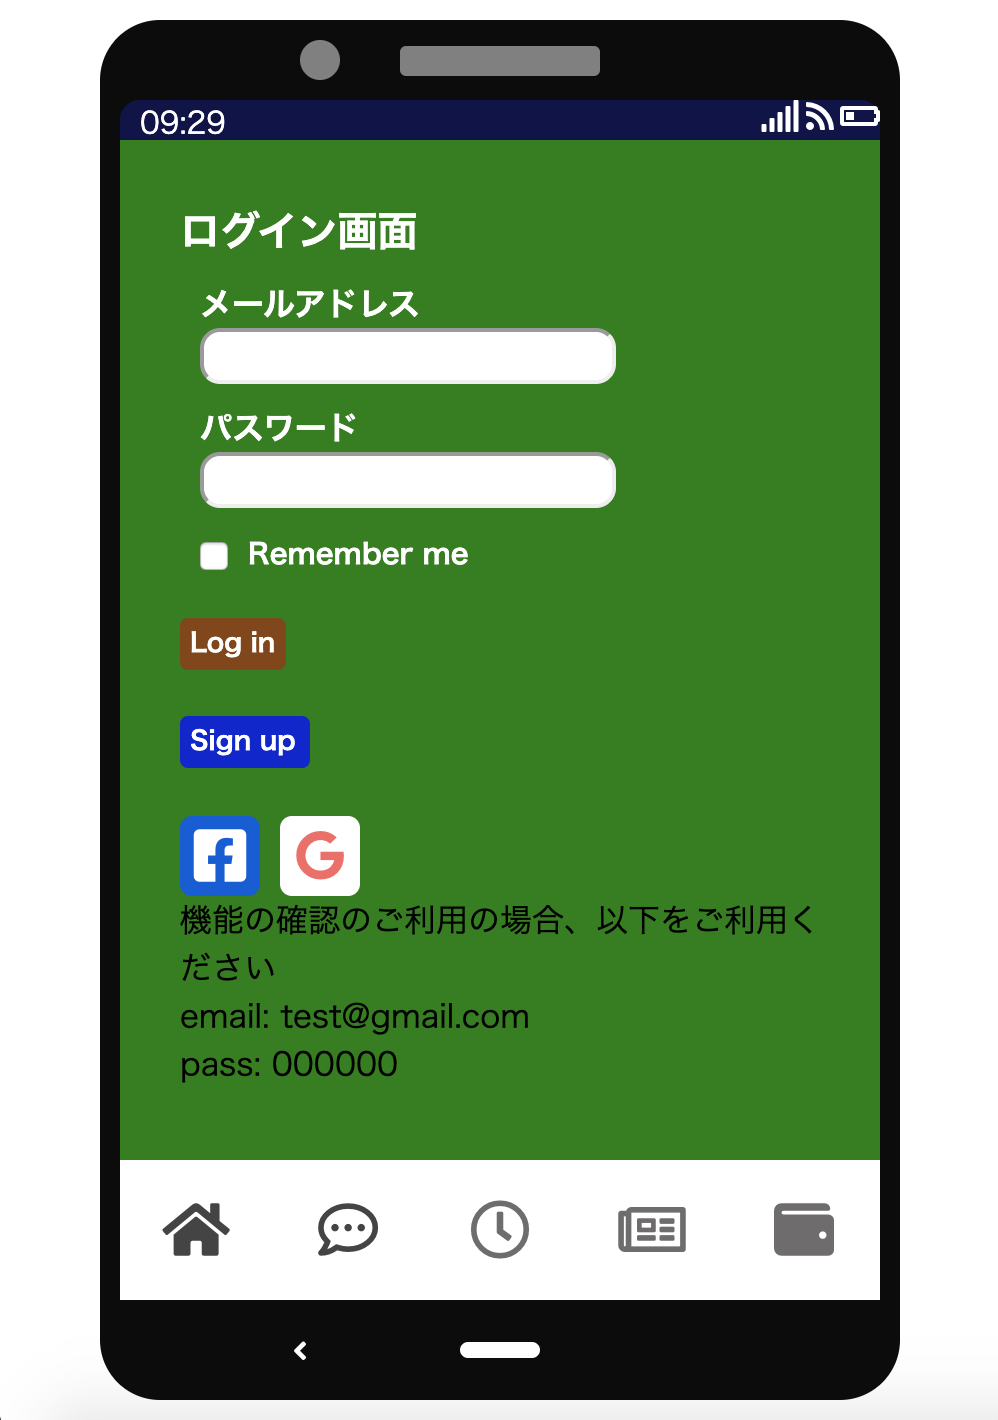 09:29
ログイン画面
メールアドレス
パスワード
Remember me
Log in
Sign up
機能の確認のご利用の場合、以下をご利用く
ださい
email: test@gmail.com
pass: 000000